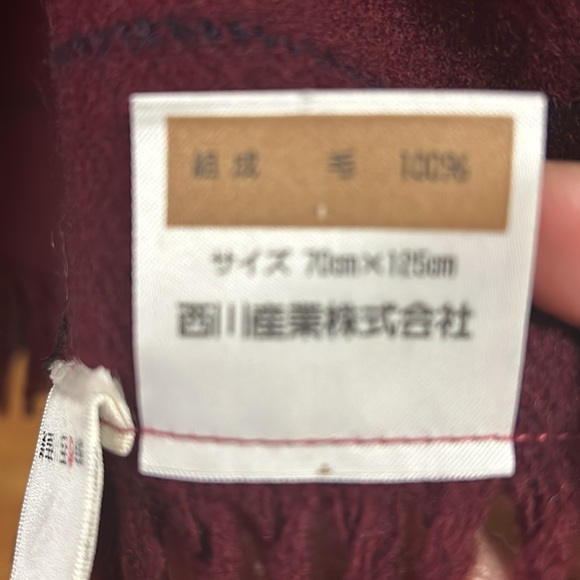 組成 毛 100%
サイズ 70cm×125cm
西川産業株式会社